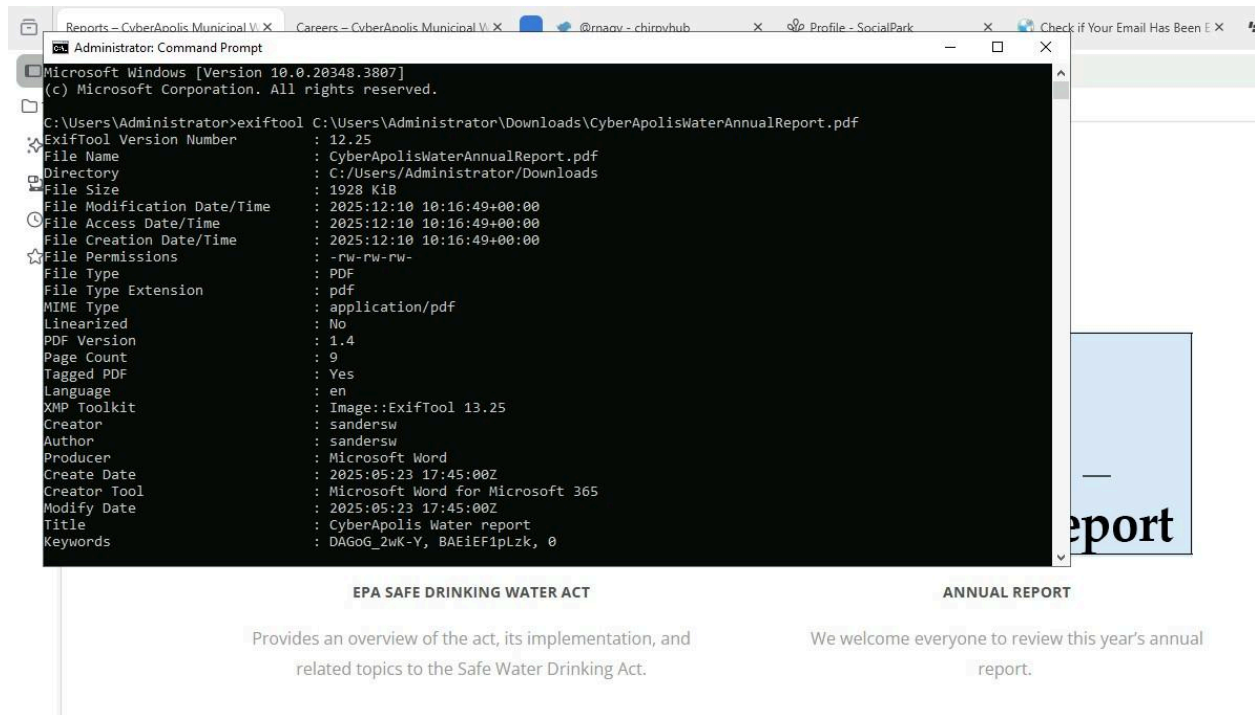 Reports – CyberApolis Municipal W
Careers – CyberApolis Municipal W
@rnagy - chirpyhub
Profile - SocialPark
Check if Your Email Has Been E
Administrator: Command Prompt
Microsoft Windows [Version 10.0.20348.3807]
(c) Microsoft Corporation. All rights reserved.
C:\Users\Administrator>exiftool C:\Users\Administrator\Downloads\CyberApolisWaterAnnualReport.pdf
ExifTool Version Number : 12.25
File Name : CyberApolisWaterAnnualReport.pdf
Directory : C:/Users/Administrator/Downloads
File Size : 1928 KiB
File Modification Date/Time : 2025:12:10 10:16:49+00:00
File Access Date/Time : 2025:12:10 10:16:49+00:00
File Creation Date/Time : 2025:12:10 10:16:49+00:00
File Permissions : -rw-rw-rw-
File Type : PDF
File Type Extension : pdf
MIME Type : application/pdf
Linearized : No
PDF Version : 1.4
Page Count : 9
Tagged PDF : Yes
Language : en
XMP Toolkit : Image::ExifTool 13.25
Creator : sandersw
Author : sandersw
Producer : Microsoft Word
Create Date : 2025:05:23 17:45:00Z
Creator Tool : Microsoft Word for Microsoft 365
Modify Date : 2025:05:23 17:45:00Z
Title : CyberApolis Water report
Keywords : DAGoG_2wK-Y, BAEiEF1pLzk, 0
eport
EPA SAFE DRINKING WATER ACT
Provides an overview of the act, its implementation, and
related topics to the Safe Water Drinking Act.
ANNUAL REPORT
We welcome everyone to review this year's annual
report.